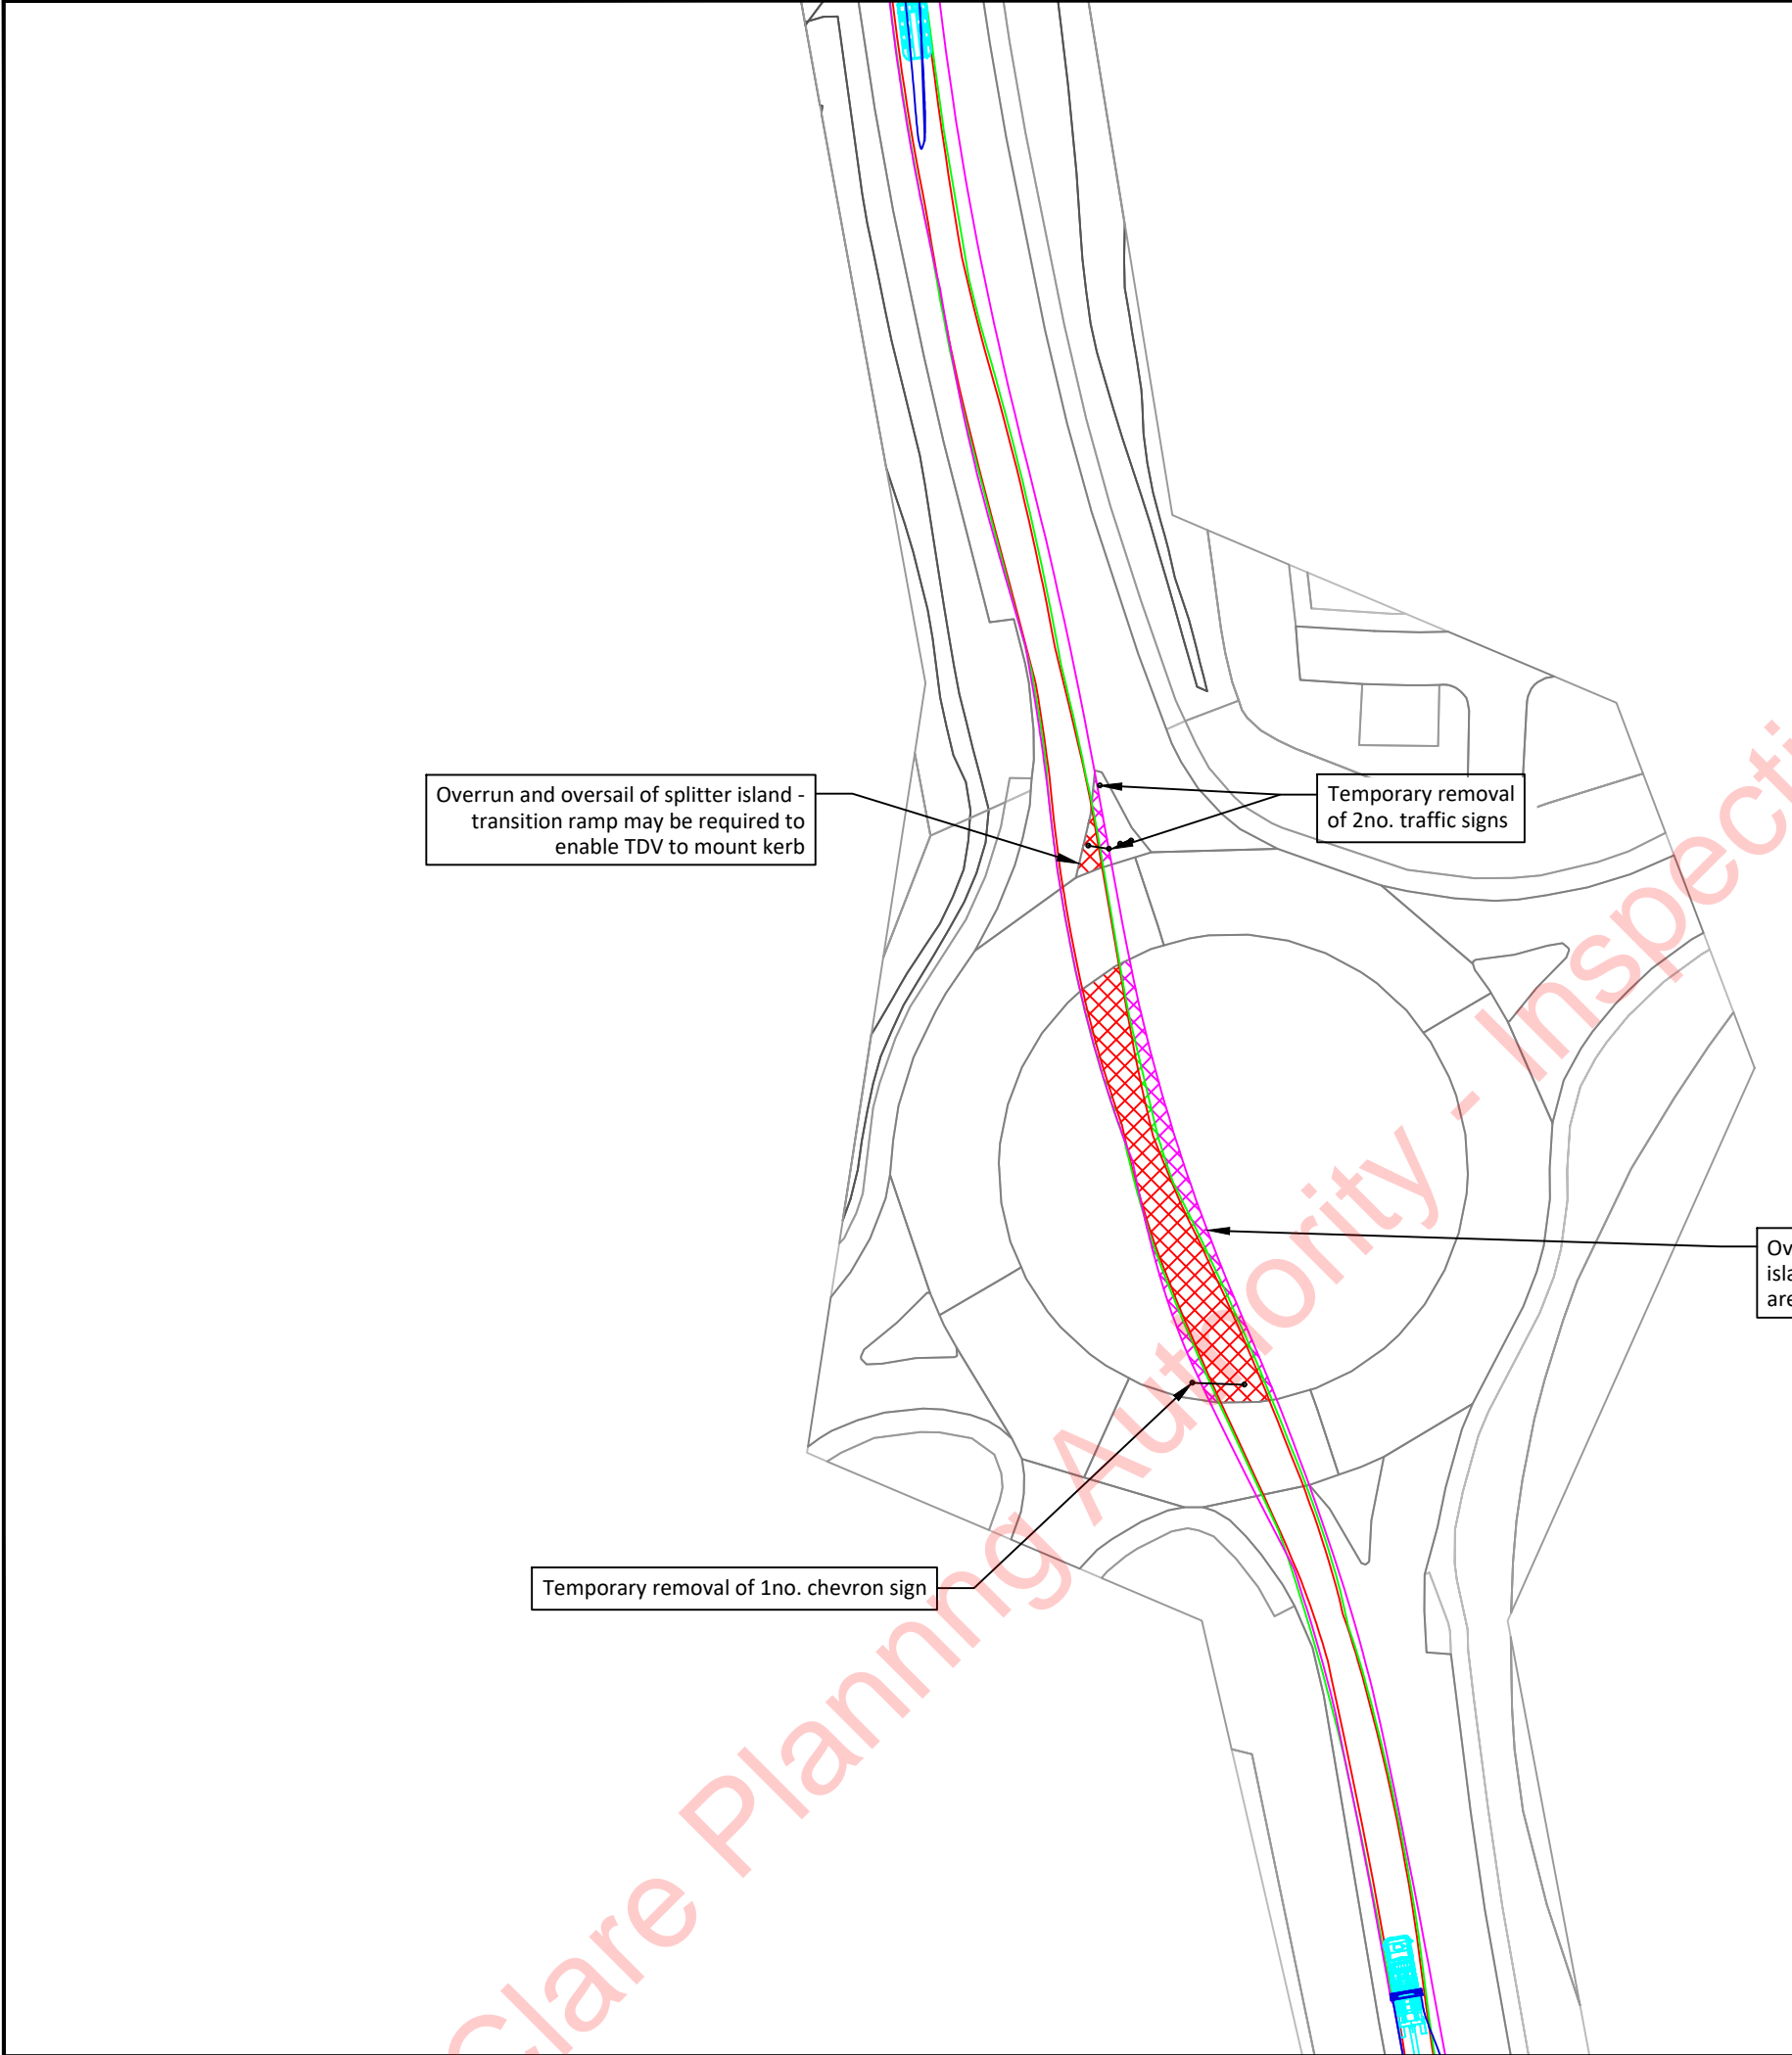 Overrun and oversail of splitter island -
transition ramp may be required to
enable TDV to mount kerb
Temporary removal
of 2no. traffic signs
Temporary removal of 1no. chevron sign
Clare Planning Authority - Inspecti